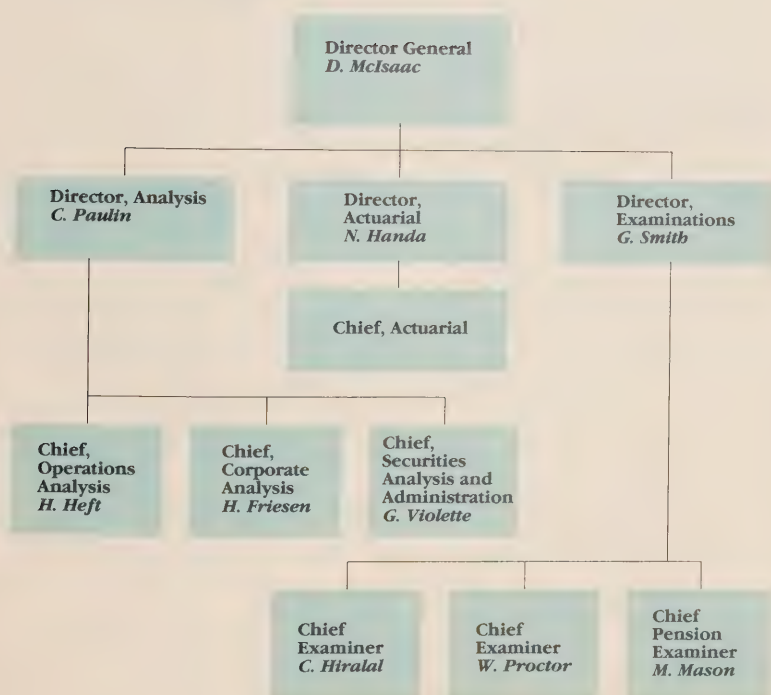 Director General
D. McIsaac
Director, Analysis
C. Paulin
Director,
Actuarial
N. Handa
Director,
Examinations
G. Smith
Chief, Actuarial
Chief,
Operations
Analysis
H. Heft
Chief,
Corporate
Analysis
H. Friesen
Chief,
Securities
Analysis and
Administration
G. Violette
Chief
Examiner
C. Hiralal
Chief
Examiner
W. Proctor
Chief
Pension
Examiner
M. Mason